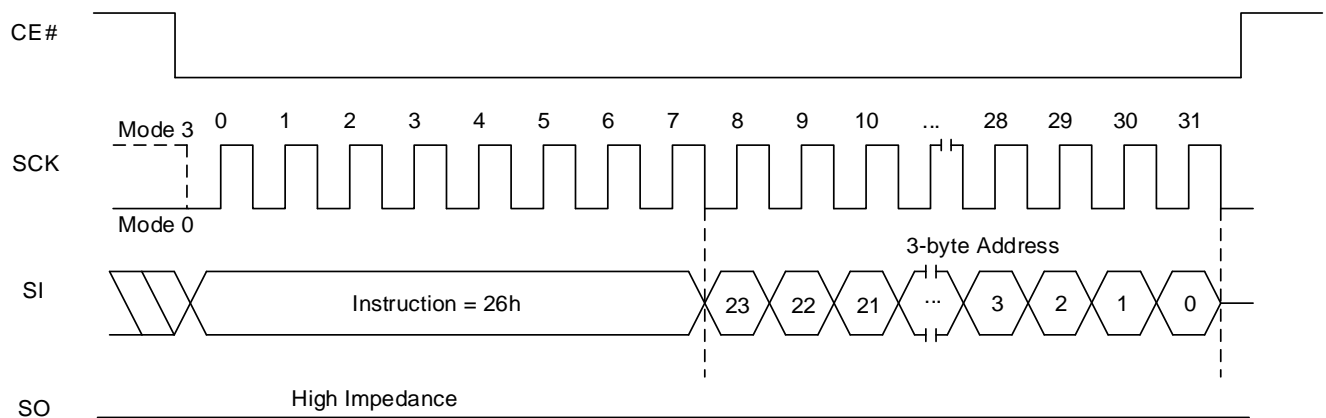 CE#
Mode 3
0 1 2 3 4 5 6 7 8 9 10 ... 28 29 30 31
SCK
Mode 0
3-byte Address
SI
Instruction = 26h
23 22 21 ... 3 2 1 0
High Impedance
SO